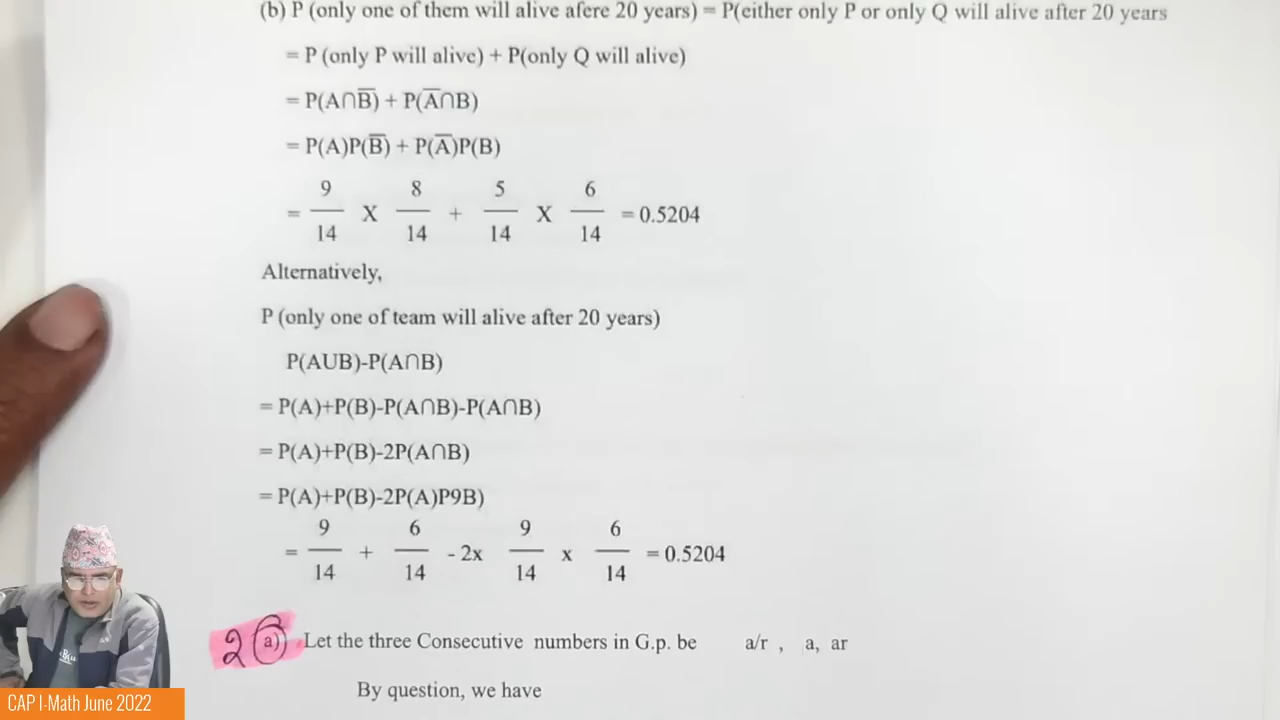 (b) P (only one of them will alive afere 20 years) = P(either only P or only Q will alive after 20 years
= P (only P will alive) + P(only Q will alive)
= P(A∩B̅) + P(A̅∩B)
= P(A)P(B̅) + P(A̅)P(B)
9 8 5 6
= X + X = 0.5204
14 14 14 14
Alternatively,
P (only one of team will alive after 20 years)
P(AUB)-P(A∩B)
= P(A)+P(B)-P(A∩B)-P(A∩B)
= P(A)+P(B)-2P(A∩B)
= P(A)+P(B)-2P(A)P9B)
9 6 9 6
= + - 2x x = 0.5204
14 14 14 14
2 a) Let the three Consecutive numbers in G.p. be a/r , a, ar
By question, we have
CAP I-Math June 2022